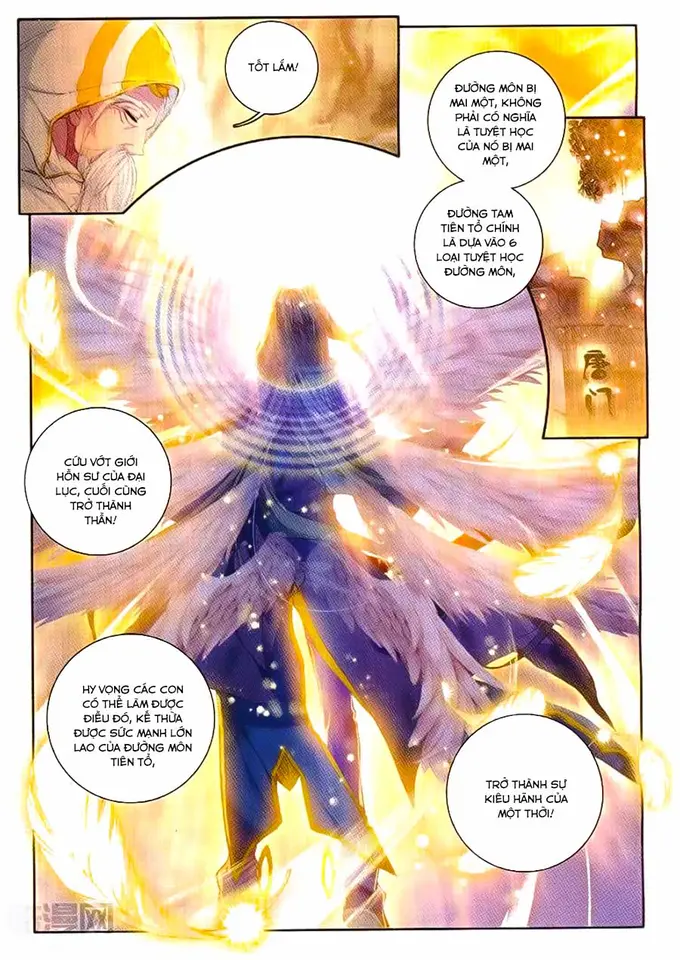 TỐT LẮM!
ĐƯỜNG MÔN BỊ
MAI MỘT, KHÔNG
PHẢI CÓ NGHĨA
LÀ TUYỆT HỌC
CỦA NÓ BỊ MAI
MỘT,
ĐƯỜNG TAM
TIÊN TỔ CHÍNH
LÀ DỰA VÀO 6
LOẠI TUYỆT HỌC
ĐƯỜNG MÔN,
唐门
CỨU VỚT GIỚI
HỒN SƯ CỦA ĐẠI
LỤC, CUỐI CÙNG
TRỞ THÀNH
THẦN!
HY VỌNG CÁC CON
CÓ THỂ LÀM ĐƯỢC
ĐIỀU ĐÓ, KẾ THỪA
ĐƯỢC SỨC MẠNH LỚN
LAO CỦA ĐƯỜNG MÔN
TIÊN TỔ,
TRỞ THÀNH SỰ
KIÊU HÃNH CỦA
MỘT THỜI!
漫网